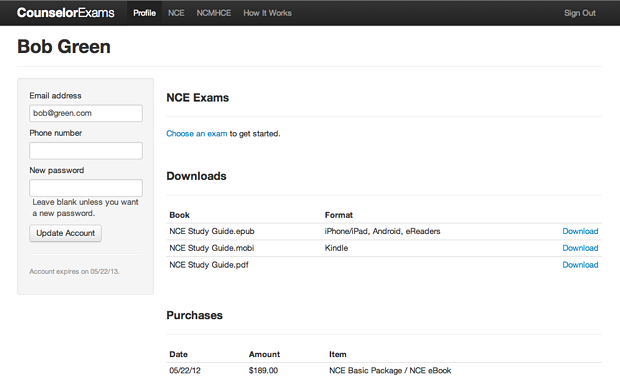 CounselorExams Profile NCE NCMHCE How It Works Sign Out
Bob Green
Email address
bob@green.com
Phone number
New password
Leave blank unless you want
a new password.
Update Account
Account expires on 05/22/13.
NCE Exams
Choose an exam to get started.
Downloads
Book Format
NCE Study Guide.epub iPhone/iPad, Android, eReaders Download
NCE Study Guide.mobi Kindle Download
NCE Study Guide.pdf Download
Purchases
Date Amount Item
05/22/12 $189.00 NCE Basic Package / NCE eBook